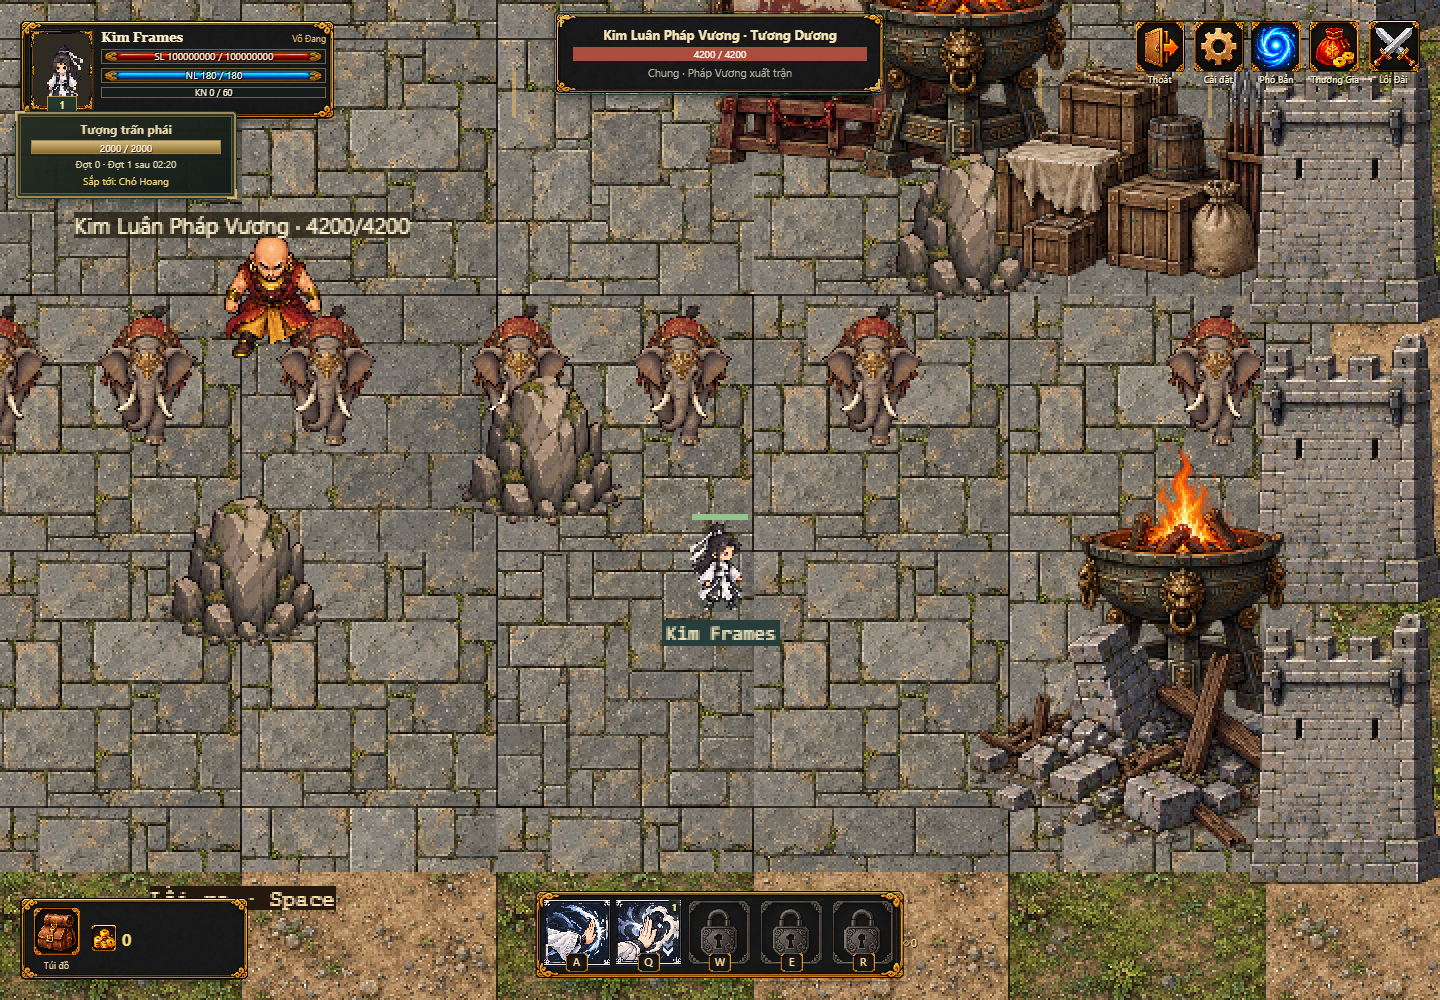 Kim Frames
Võ Đang
SL 100000000 / 100000000
NL 180 / 180
KN 0 / 60
1
Tượng trấn phái
2000 / 2000
Đợt 0 · Đợt 1 sau 02:20
Sắp tới: Chó Hoang
Kim Luân Pháp Vương - Tương Dương
4200 / 4200
Chung · Pháp Vương xuất trận
Thoát
Cài đặt
Phó Bản
Thương Gia
Lôi Đài
Kim Luân Pháp Vương · 4200/4200
Kim Frames
Space
0
Túi đồ
1
A
Q
W
E
R